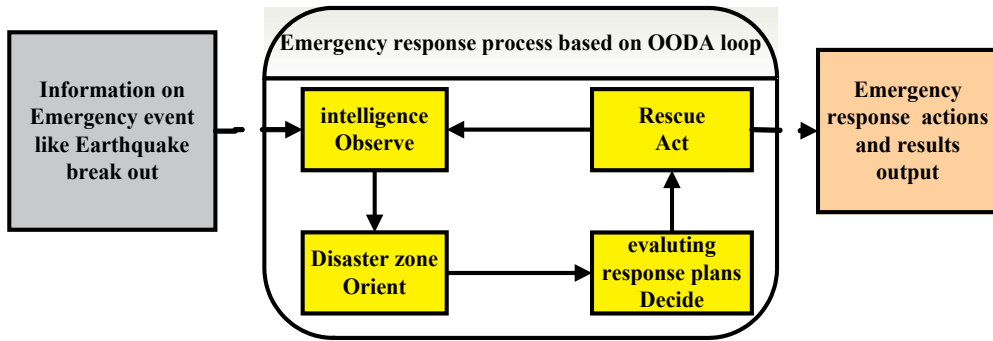 Emergency response process based on OODA loop
Information on
Emergency event
like Earthquake
break out
intelligence
Observe
Rescue
Act
Emergency
response actions
and results
output
Disaster zone
Orient
evaluting
response plans
Decide